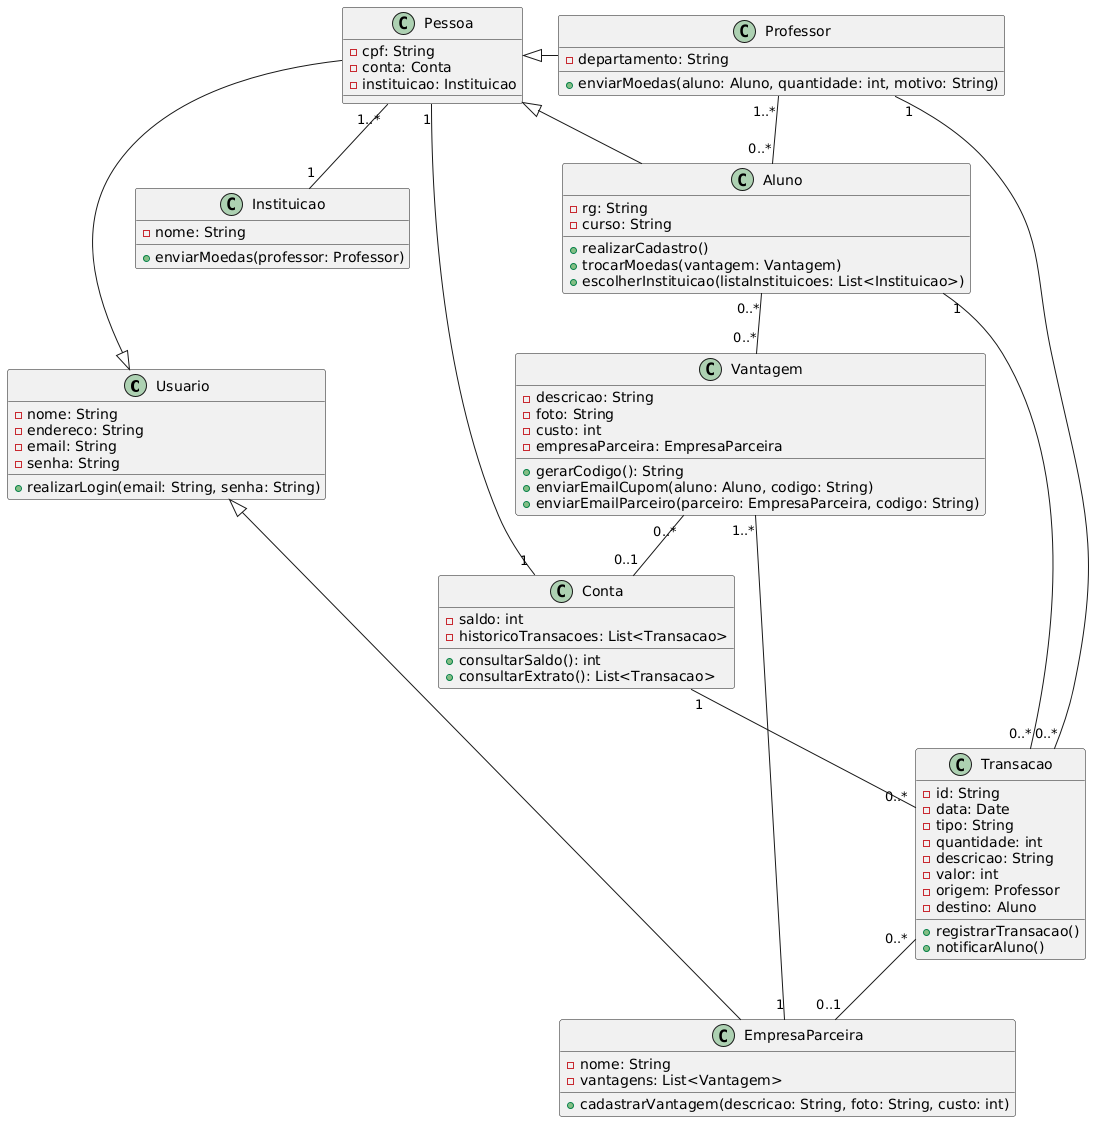 C Pessoa
cpf: String
conta: Conta
instituicao: Instituicao
C Professor
departamento: String
enviarMoedas(aluno: Aluno, quantidade: int, motivo: String)
1..*
1
1..*
1
0..*
1
C Instituicao
nome: String
enviarMoedas(professor: Professor)
C Aluno
rg: String
curso: String
realizarCadastro()
trocarMoedas(vantagem: Vantagem)
escolherInstituicao(listaInstituicoes: List<Instituicao>)
0..*
1
0..*
C Usuario
nome: String
endereco: String
email: String
senha: String
realizarLogin(email: String, senha: String)
C Vantagem
descricao: String
foto: String
custo: int
empresaParceira: EmpresaParceira
gerarCodigo(): String
enviarEmailCupom(aluno: Aluno, codigo: String)
enviarEmailParceiro(parceiro: EmpresaParceira, codigo: String)
0..*
1..*
1
0..1
C Conta
saldo: int
historicoTransacoes: List<Transacao>
consultarSaldo(): int
consultarExtrato(): List<Transacao>
1
0..*
0..*
0..*
C Transacao
id: String
data: Date
tipo: String
quantidade: int
descricao: String
valor: int
origem: Professor
destino: Aluno
registrarTransacao()
notificarAluno()
0..*
1
0..1
C EmpresaParceira
nome: String
vantagens: List<Vantagem>
cadastrarVantagem(descricao: String, foto: String, custo: int)